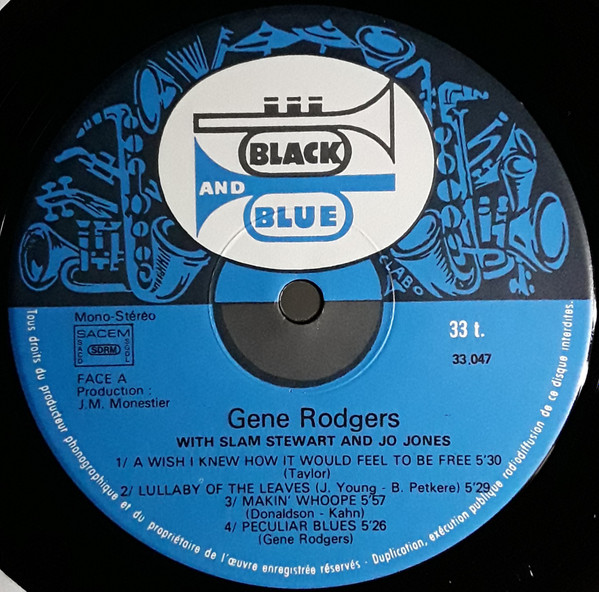 BLACK
AND
BLUE
CLABO
Mono-Stéréo
SACEM
SACD
SDRM
SGDL
FACE A
Production :
J.M. Monestier
33 t.
33.047
Gene Rodgers
WITH SLAM STEWART AND JO JONES
1/ A WISH I KNEW HOW IT WOULD FEEL TO BE FREE 5'30
(Taylor)
2/ LULLABY OF THE LEAVES (J. Young - B. Petkere) 5'29
3/ MAKIN' WHOOPE 5'57
(Donaldson - Kahn)
4/ PECULIAR BLUES 5'26
(Gene Rodgers)
Tous droits du producteur phonographique et du propriétaire de l'œuvre enregistrée réservés - Duplication, exécution publique radiodiffusion de ce disque interdites.